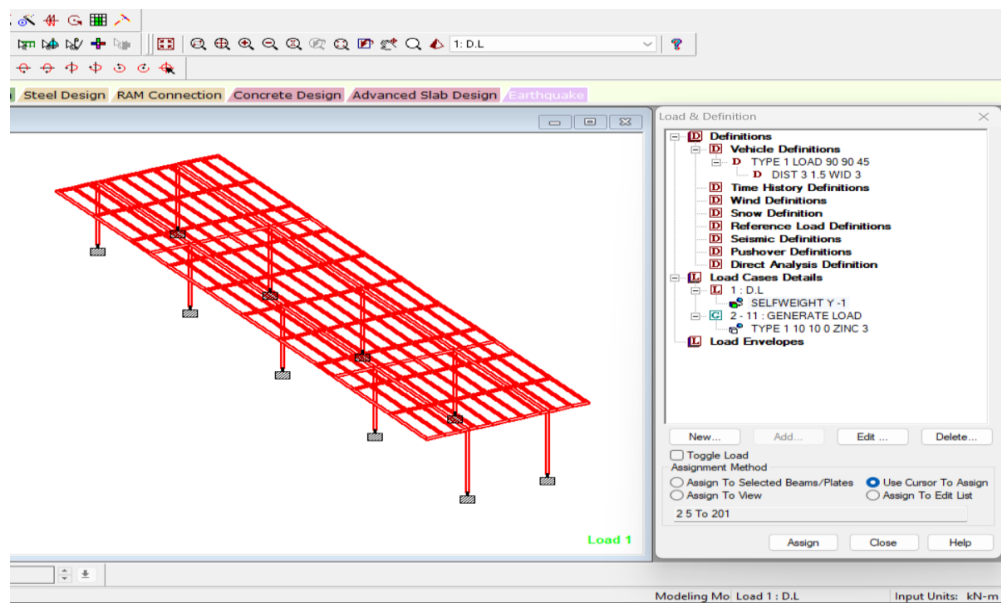 1: D.L
Steel Design RAM Connection Concrete Design Advanced Slab Design Earthquake
Load & Definition
Definitions
Vehicle Definitions
TYPE 1 LOAD 90 90 45
DIST 3 1.5 WID 3
Time History Definitions
Wind Definitions
Snow Definition
Reference Load Definitions
Seismic Definitions
Pushover Definitions
Direct Analysis Definition
Load Cases Details
1 : D.L
SELFWEIGHT Y -1
2 - 11 : GENERATE LOAD
TYPE 1 10 10 0 ZINC 3
Load Envelopes
New... Add... Edit ... Delete...
Toggle Load
Assignment Method
Assign To Selected Beams/Plates Use Cursor To Assign
Assign To View Assign To Edit List
2 5 To 201
Assign Close Help
Load 1
Modeling Mo Load 1 : D.L Input Units: kN-m